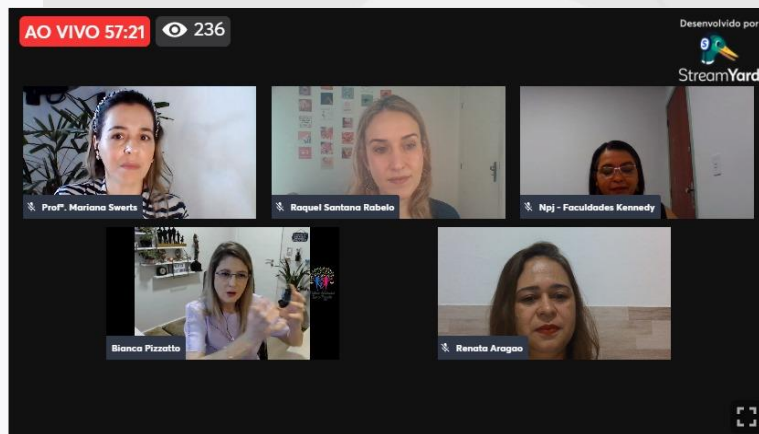 AO VIVO 57:21
236
Desenvolvido por
StreamYard
Profª. Mariana Swerts
Raquel Santana Rabelo
Npj - Faculdades Kennedy
Bianca Pizzatto
Renata Aragao